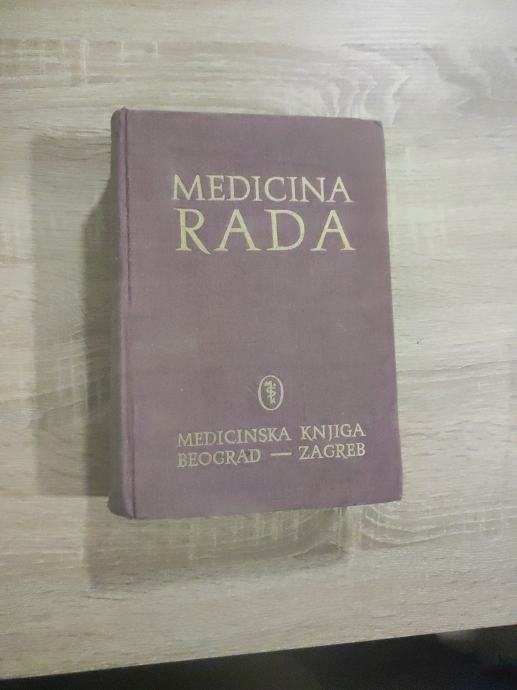 MEDICINA
RADA
MEDICINSKA KNJIGA
BEOGRAD — ZAGREB